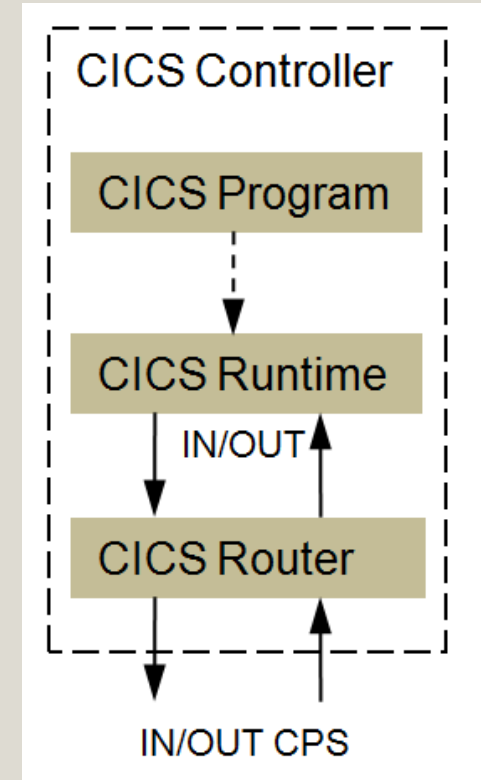 CICS Controller
CICS Program
CICS Runtime
IN/OUT
CICS Router
IN/OUT CPS